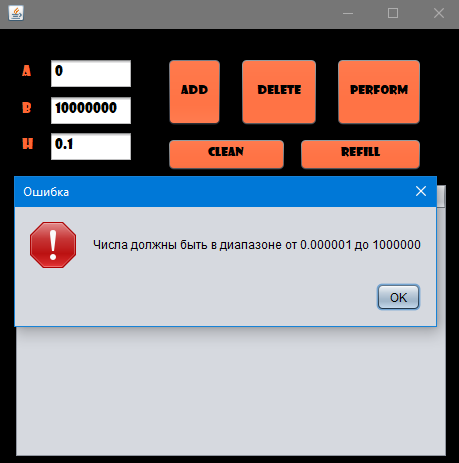 A
0
B
10000000
H
0.1
ADD
DELETE
PERFORM
CLEAN
REFILL
Ошибка
Числа должны быть в диапазоне от 0.000001 до 1000000
OK